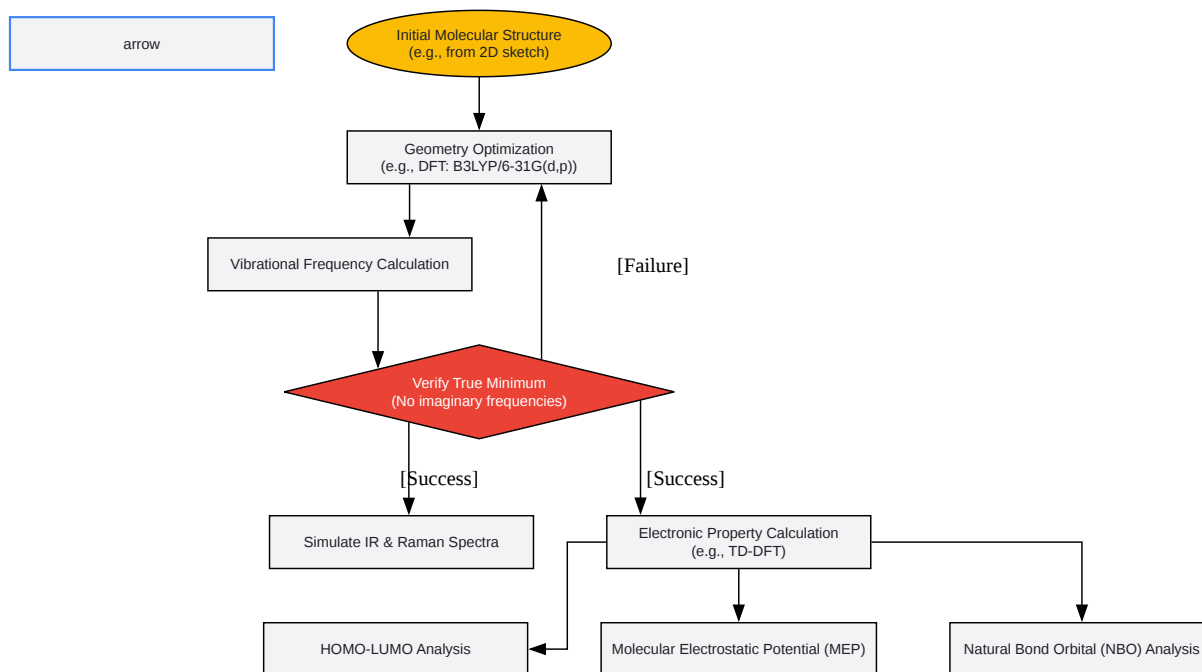 arrow
Initial Molecular Structure
(e.g., from 2D sketch)
Geometry Optimization
(e.g., DFT: B3LYP/6-31G(d,p))
Vibrational Frequency Calculation
[Failure]
Verify True Minimum
(No imaginary frequencies)
[Success]
[Success]
Simulate IR & Raman Spectra
Electronic Property Calculation
(e.g., TD-DFT)
HOMO-LUMO Analysis
Molecular Electrostatic Potential (MEP)
Natural Bond Orbital (NBO) Analysis